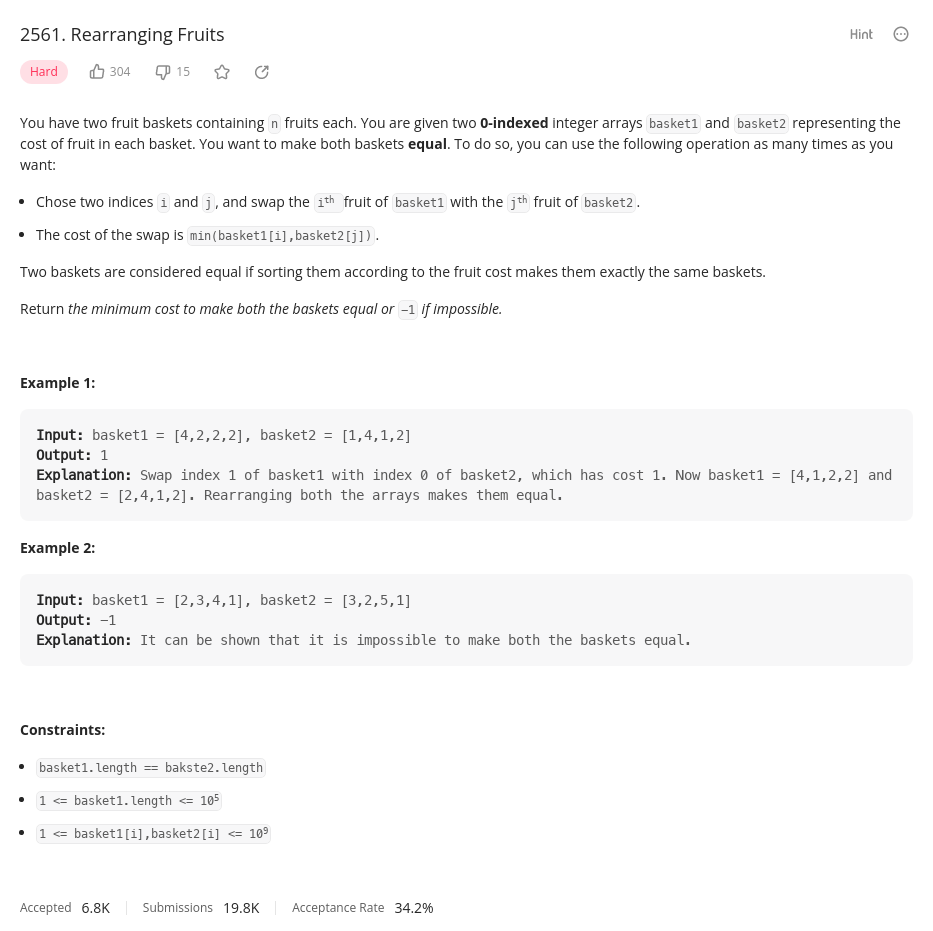 2561. Rearranging Fruits
Hint
Hard 304 15
You have two fruit baskets containing n fruits each. You are given two 0-indexed integer arrays basket1 and basket2 representing the
cost of fruit in each basket. You want to make both baskets equal. To do so, you can use the following operation as many times as you
want:
• Chose two indices i and j, and swap the iᵗʰ fruit of basket1 with the jᵗʰ fruit of basket2.
• The cost of the swap is min(basket1[i],basket2[j]).
Two baskets are considered equal if sorting them according to the fruit cost makes them exactly the same baskets.
Return the minimum cost to make both the baskets equal or -1 if impossible.
Example 1:
Input: basket1 = [4,2,2,2], basket2 = [1,4,1,2]
Output: 1
Explanation: Swap index 1 of basket1 with index 0 of basket2, which has cost 1. Now basket1 = [4,1,2,2] and
basket2 = [2,4,1,2]. Rearranging both the arrays makes them equal.
Example 2:
Input: basket1 = [2,3,4,1], basket2 = [3,2,5,1]
Output: -1
Explanation: It can be shown that it is impossible to make both the baskets equal.
Constraints:
• basket1.length == bakste2.length
• 1 <= basket1.length <= 10⁵
• 1 <= basket1[i],basket2[i] <= 10⁹
Accepted 6.8K Submissions 19.8K Acceptance Rate 34.2%